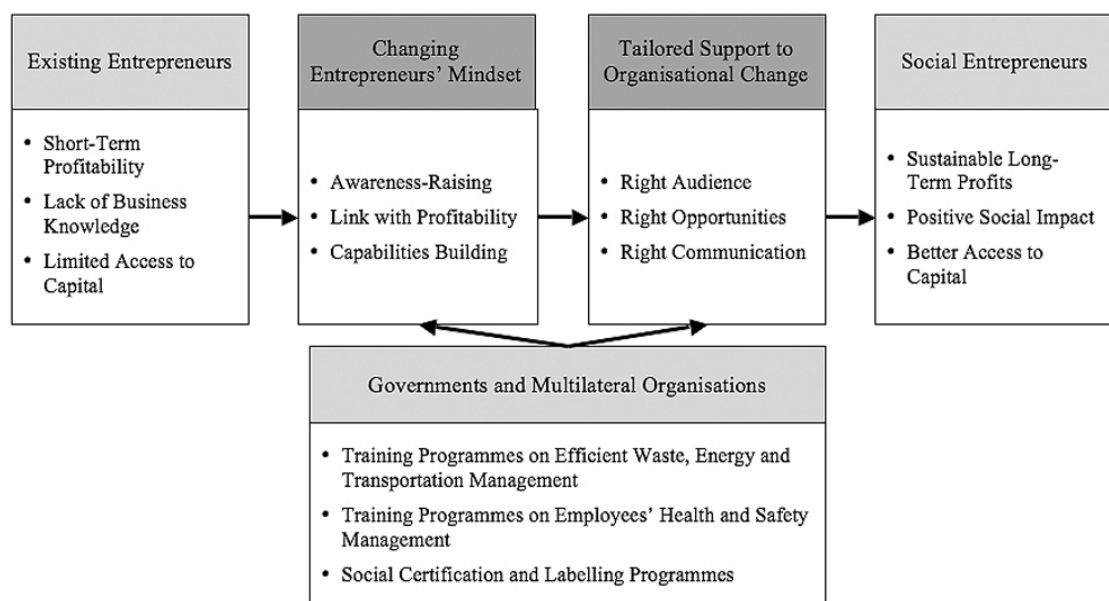 Existing Entrepreneurs
• Short-Term
Profitability
• Lack of Business
Knowledge
• Limited Access to
Capital
Changing
Entrepreneurs’ Mindset
• Awareness-Raising
• Link with Profitability
• Capabilities Building
Tailored Support to
Organisational Change
• Right Audience
• Right Opportunities
• Right Communication
Social Entrepreneurs
• Sustainable Long-
Term Profits
• Positive Social Impact
• Better Access to
Capital
Governments and Multilateral Organisations
• Training Programmes on Efficient Waste, Energy and
Transportation Management
• Training Programmes on Employees’ Health and Safety
Management
• Social Certification and Labelling Programmes